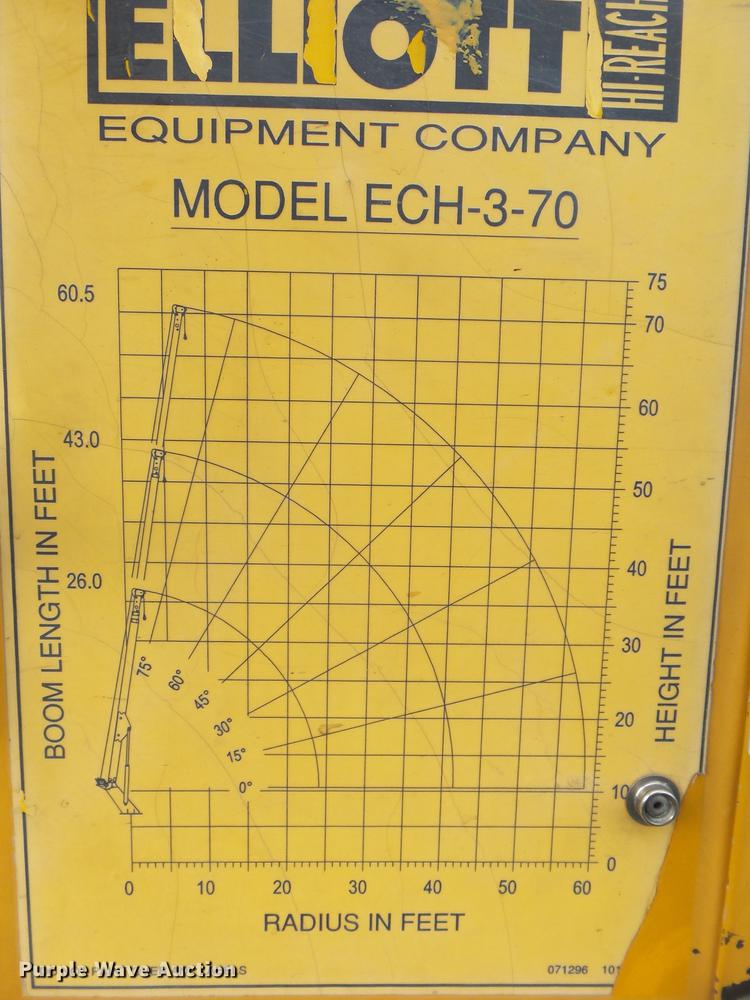 ELLIOTT
HI-REACH
EQUIPMENT COMPANY
MODEL ECH-3-70
60.5
43.0
26.0
BOOM LENGTH IN FEET
75°
60°
45°
30°
15°
0°
75
70
60
50
40
30
20
10
0
HEIGHT IN FEET
0 10 20 30 40 50 60
RADIUS IN FEET
071296
Purple Wave Auction